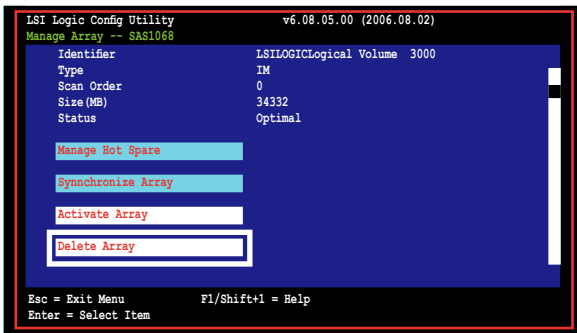 LSI Logic Config Utility v6.08.05.00 (2006.08.02)
Manage Array -- SAS1068
Identifier LSILOGICLogical Volume 3000
Type IM
Scan Order 0
Size(MB) 34332
Status Optimal
Manage Hot Spare
Synnchronize Array
Activate Array
Delete Array
Esc = Exit Menu F1/Shift+1 = Help
Enter = Select Item